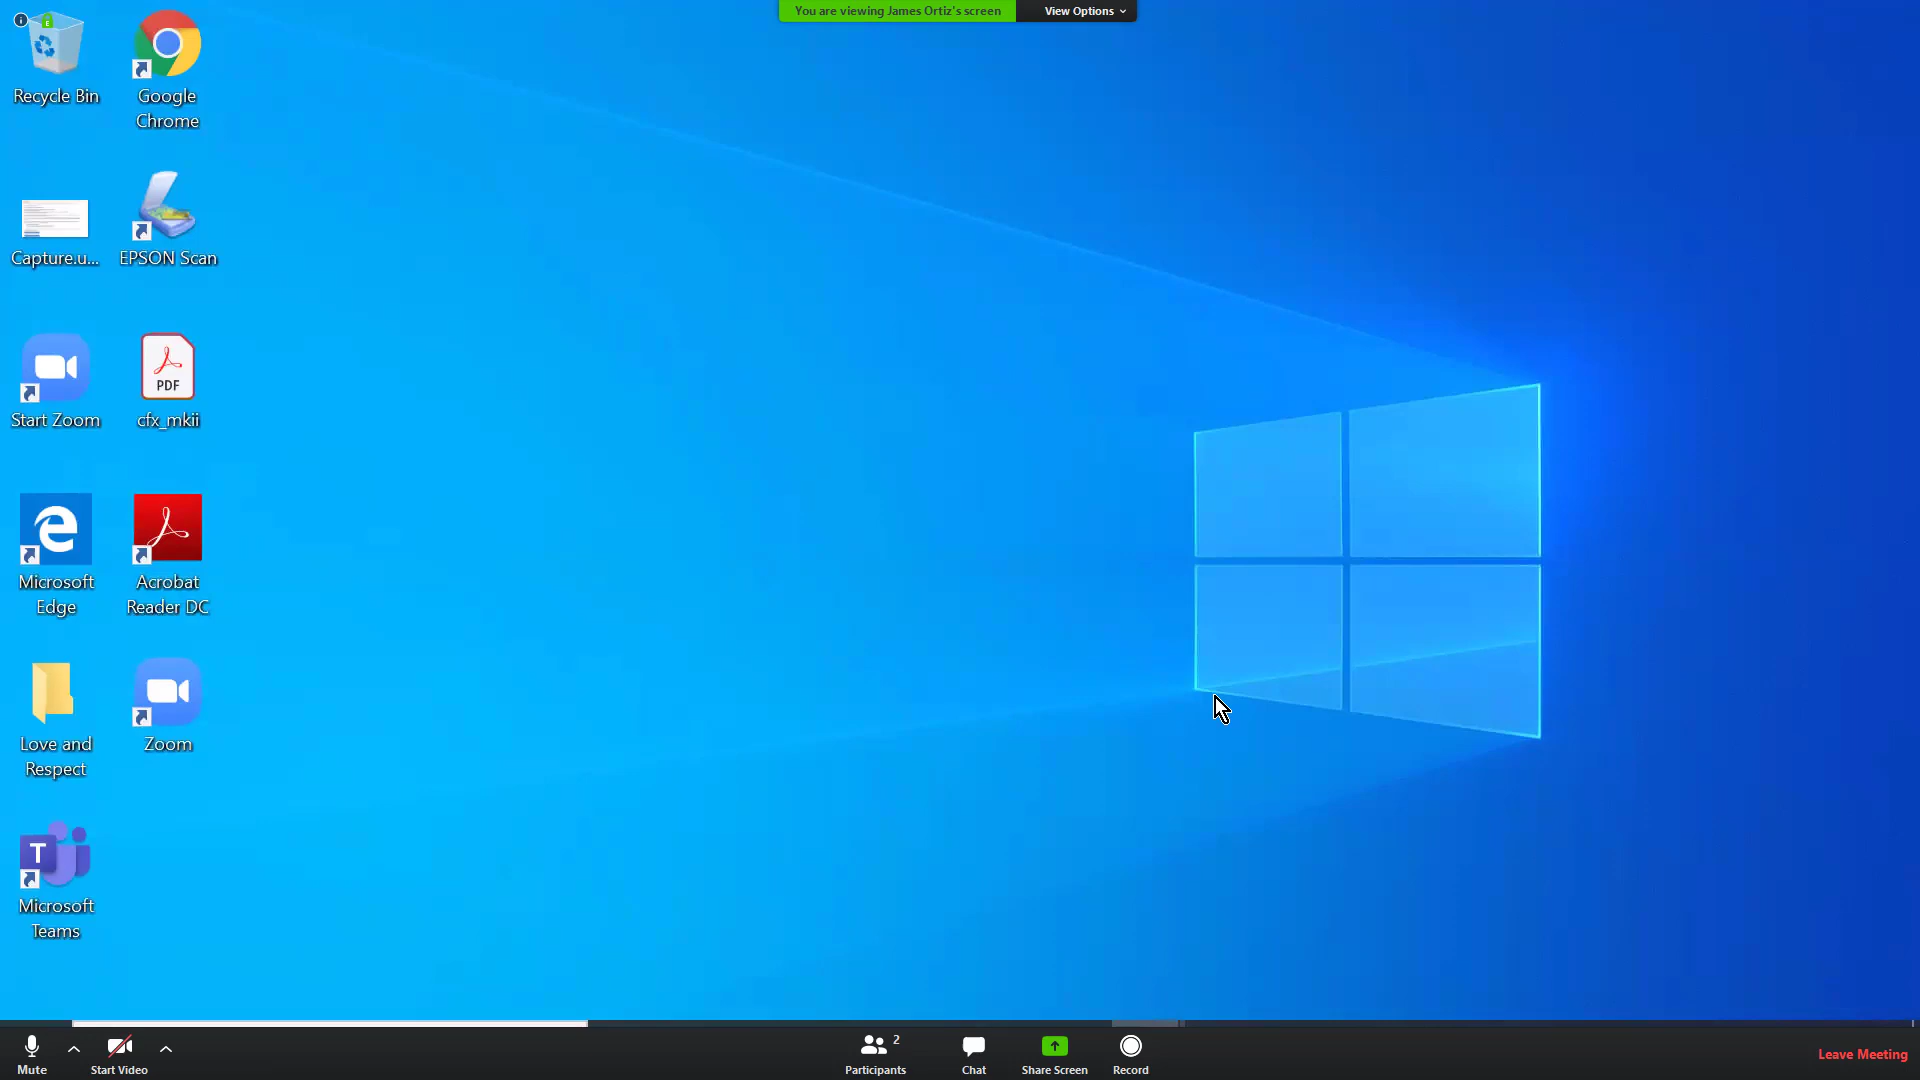 You are viewing James Ortiz's screen
View Options
Recycle Bin
Google
Chrome
Capture.u...
EPSON Scan
Start Zoom
PDF
cfx_mkii
Microsoft
Edge
Acrobat
Reader DC
Love and
Respect
Zoom
T
Microsoft
Teams
Mute
Start Video
2
Participants
Chat
Share Screen
Record
Leave Meeting